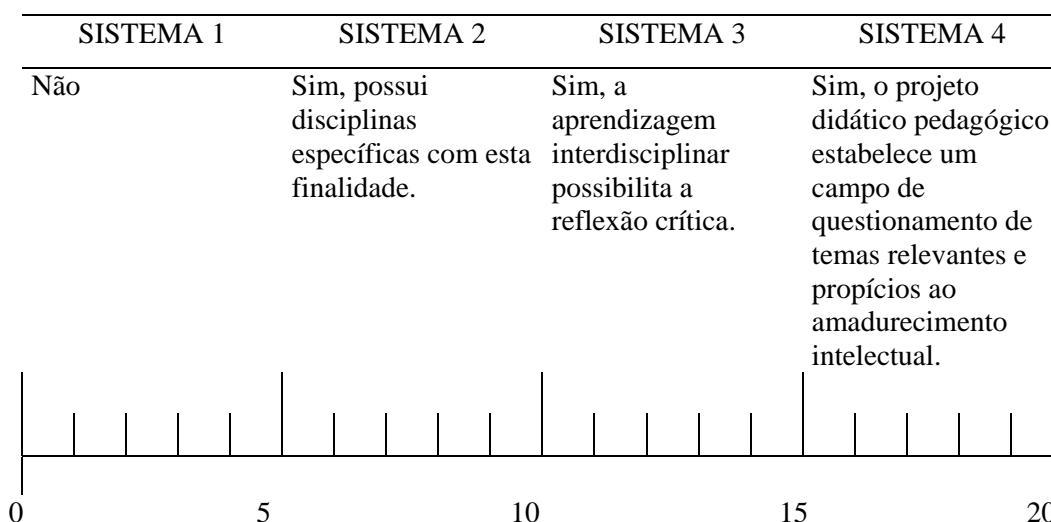 SISTEMA 1 SISTEMA 2 SISTEMA 3 SISTEMA 4
Não
Sim, possui
disciplinas
específicas com esta
finalidade.
Sim, a
aprendizagem
interdisciplinar
possibilita a
reflexão crítica.
Sim, o projeto
didático pedagógico
estabelece um
campo de
questionamento de
temas relevantes e
propícios ao
amadurecimento
intelectual.
0 5 10 15 20